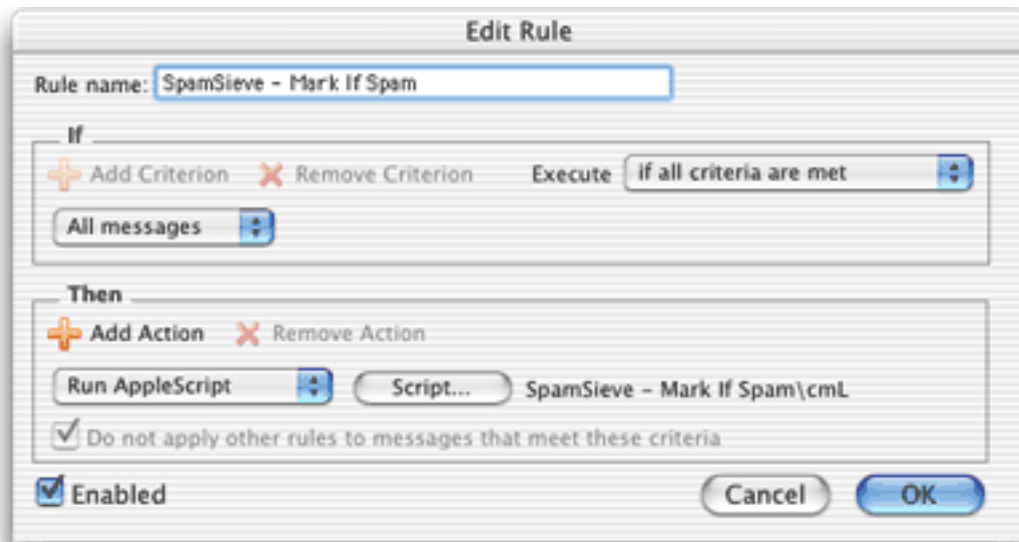 Edit Rule
Rule name: SpamSieve - Mark If Spam
If
Add Criterion Remove Criterion Execute if all criteria are met
All messages
Then
Add Action Remove Action
Run AppleScript Script... SpamSieve - Mark If Spam\cmL
Do not apply other rules to messages that meet these criteria
Enabled Cancel OK